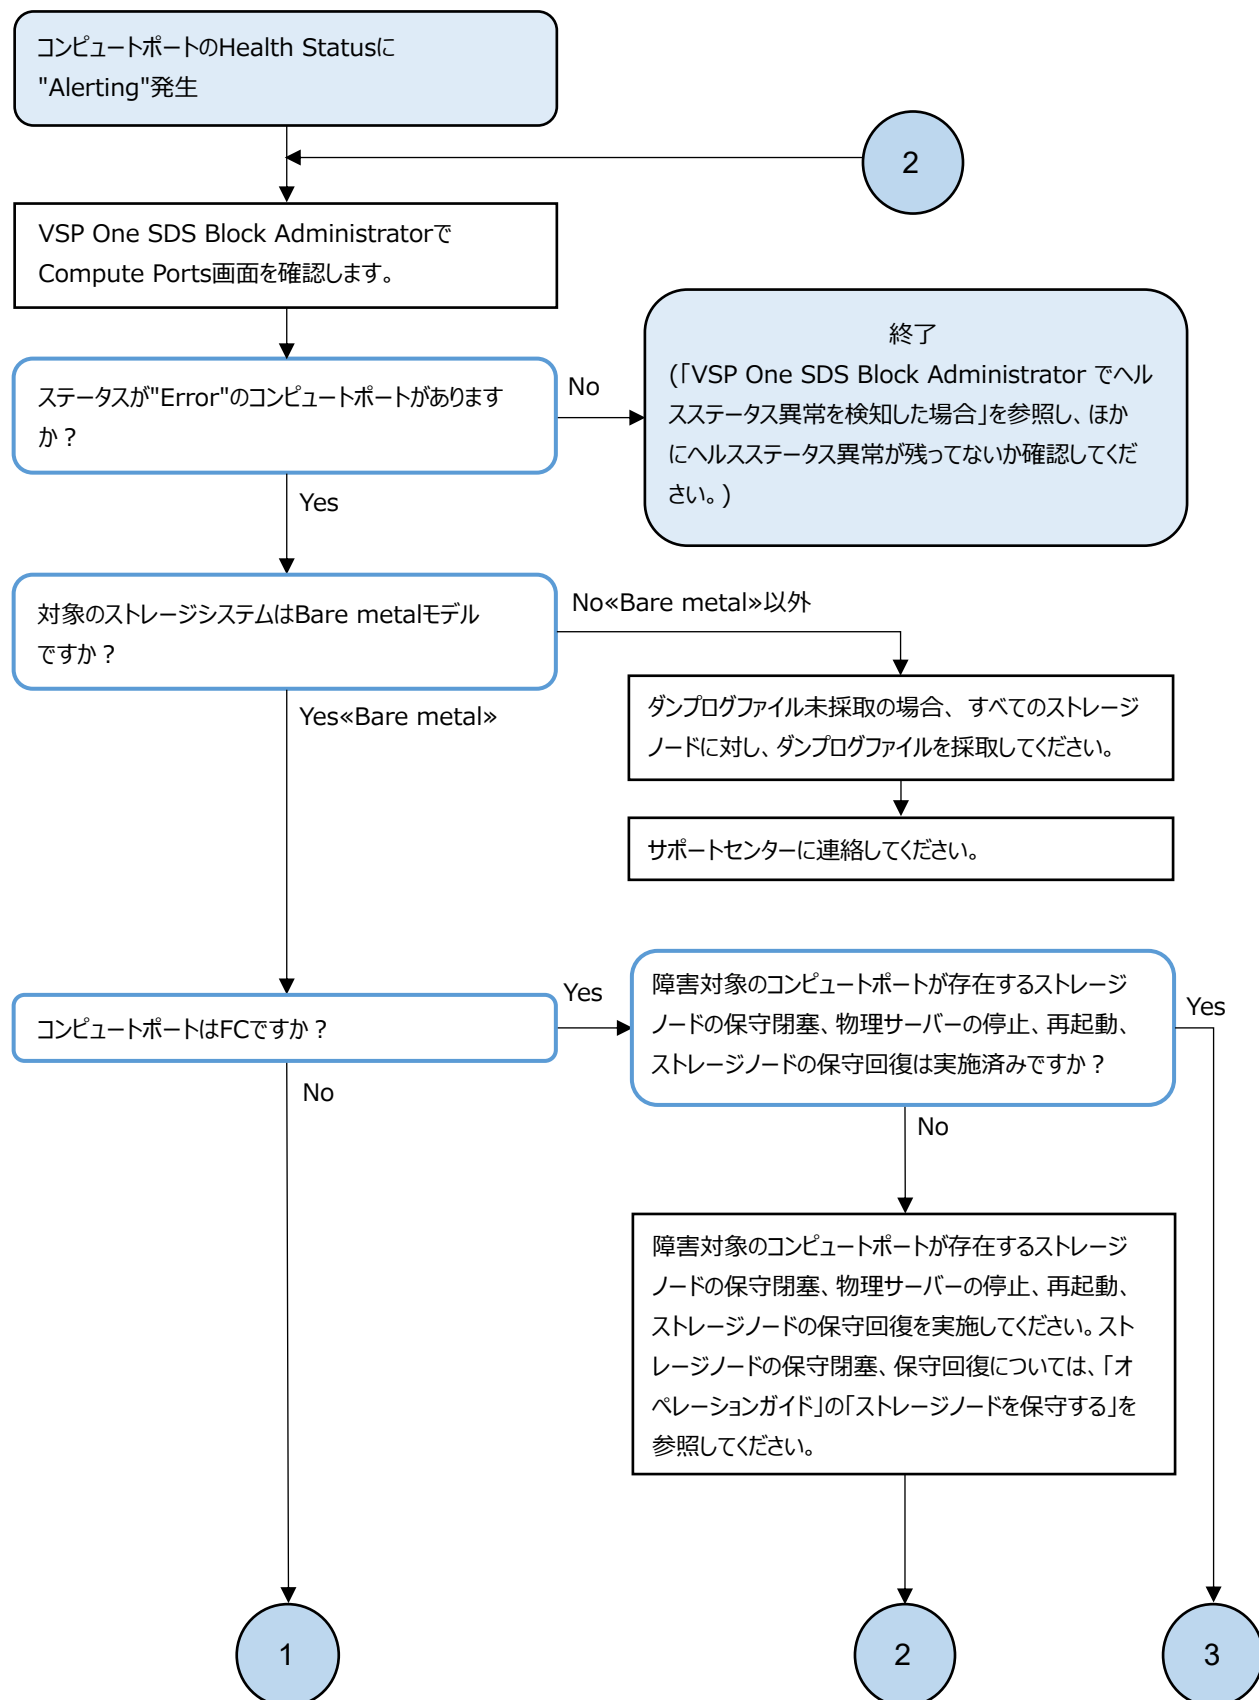 コンピュートポートのHealth Statusに
"Alerting"発生
2
VSP One SDS Block Administratorで
Compute Ports画面を確認します。
終了
(「VSP One SDS Block Administrator でヘル
スステータス異常を検知した場合」を参照し、ほか
にヘルスステータス異常が残ってないか確認してくだ
さい。)
ステータスが"Error"のコンピュートポートがあります
か？
No
Yes
対象のストレージシステムはBare metalモデル
ですか？
No«Bare metal»以外
Yes«Bare metal»
ダンプログファイル未採取の場合、すべてのストレージ
ノードに対し、ダンプログファイルを採取してください。
サポートセンターに連絡してください。
コンピュートポートはFCですか？
Yes
No
障害対象のコンピュートポートが存在するストレージ
ノードの保守閉塞、物理サーバーの停止、再起動、
ストレージノードの保守回復は実施済みですか？
Yes
No
障害対象のコンピュートポートが存在するストレージ
ノードの保守閉塞、物理サーバーの停止、再起動、
ストレージノードの保守回復を実施してください。スト
レージノードの保守閉塞、保守回復については、「オ
ペレーションガイド」の「ストレージノードを保守する」を
参照してください。
1
2
3